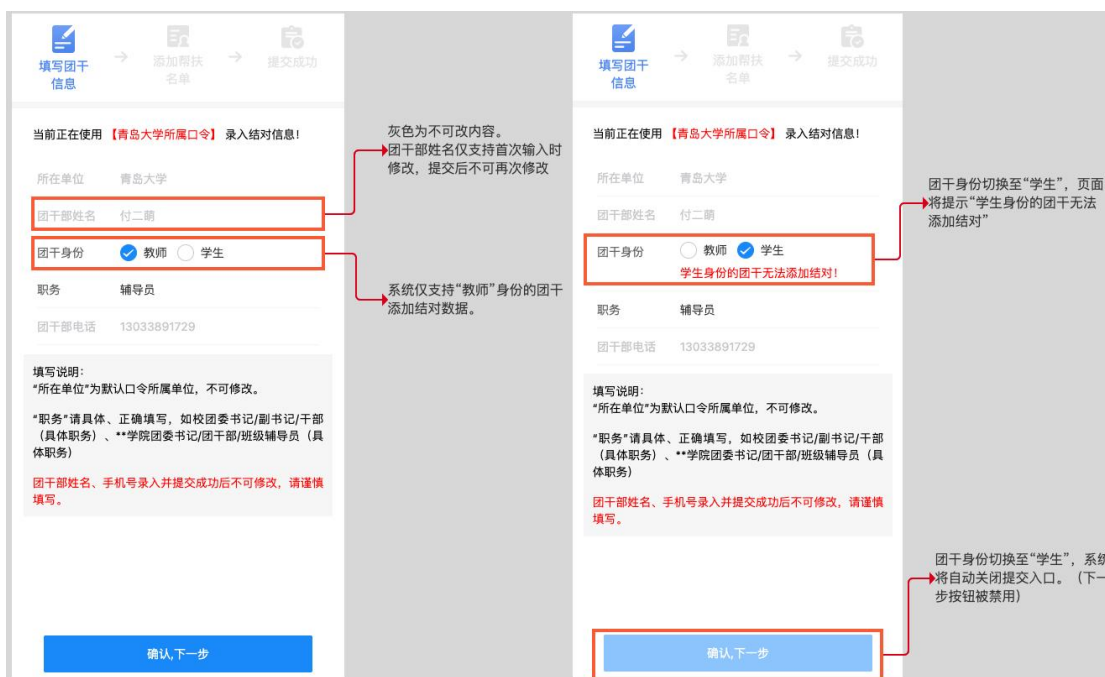 填写团干
信息
→
添加帮扶
名单
→
提交成功
当前正在使用【青岛大学所属口令】录入结对信息！
所在单位 青岛大学
团干部姓名 付二萌
团干身份 教师 学生
职务 辅导员
团干部电话 13033891729
填写说明：
“所在单位”为默认口令所属单位，不可修改。
“职务”请具体、正确填写，如校团委书记/副书记/干部
（具体职务）、**学院团委书记/团干部/班级辅导员（具
体职务）
团干部姓名、手机号录入并提交成功后不可修改，请谨慎
填写。
确认,下一步
灰色为不可改内容。
团干部姓名仅支持首次输入时
修改，提交后不可再次修改
系统仅支持“教师”身份的团干
添加结对数据。
填写团干
信息
→
添加帮扶
名单
→
提交成功
当前正在使用【青岛大学所属口令】录入结对信息！
所在单位 青岛大学
团干部姓名 付二萌
团干身份 教师 学生
学生身份的团干无法添加结对！
职务 辅导员
团干部电话 13033891729
填写说明：
“所在单位”为默认口令所属单位，不可修改。
“职务”请具体、正确填写，如校团委书记/副书记/干部
（具体职务）、**学院团委书记/团干部/班级辅导员（具
体职务）
团干部姓名、手机号录入并提交成功后不可修改，请谨慎
填写。
确认,下一步
团干身份切换至“学生”，页面
将提示“学生身份的团干无法
添加结对”
团干身份切换至“学生”，系统
将自动关闭提交入口。（下一
步按钮被禁用）